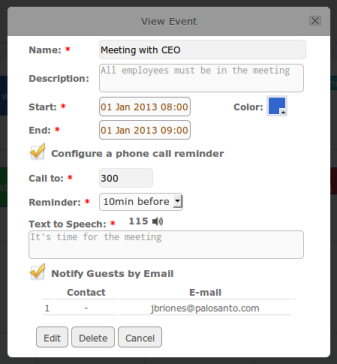 View Event
Name: * Meeting with CEO
Description: All employees must be in the meeting
Start: * 01 Jan 2013 08:00 Color:
End: * 01 Jan 2013 09:00
Configure a phone call reminder
Call to: * 300
Reminder: * 10min before
Text to Speech: * 115
It's time for the meeting
Notify Guests by Email
Contact E-mail
1 - jbriones@palosanto.com
Edit Delete Cancel